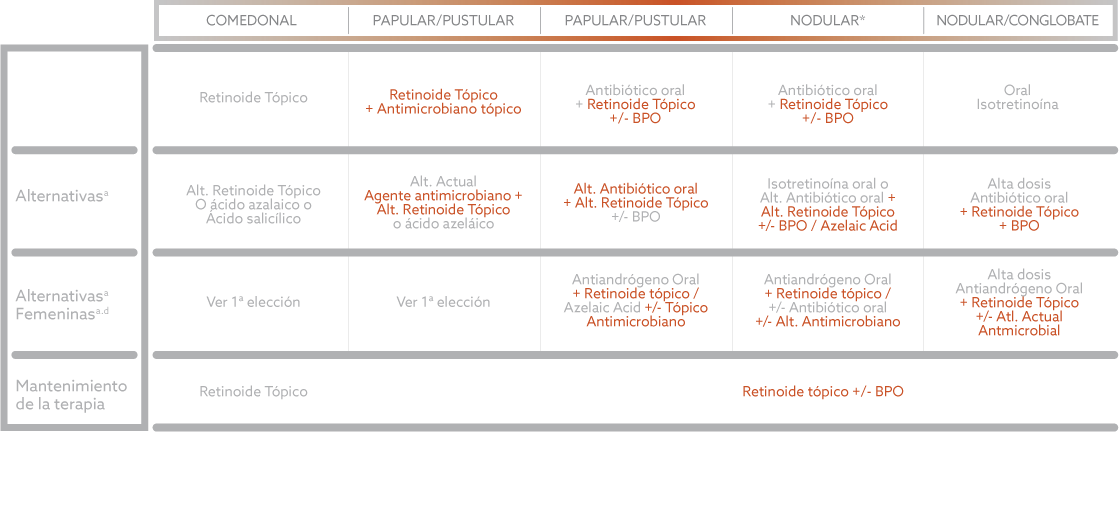 COMEDONAL
PAPULAR/PUSTULAR
PAPULAR/PUSTULAR
NODULAR*
NODULAR/CONGLOBATE
Retinoide Tópico
Retinoide Tópico
+ Antimicrobiano tópico
Antibiótico oral
+ Retinoide Tópico
+/- BPO
Antibiótico oral
+ Retinoide Tópico
+/- BPO
Oral
Isotretinoína
Alternativasª
Alt. Retinoide Tópico
O ácido azalaico o
Ácido salicílico
Alt. Actual
Agente antimicrobiano +
Alt. Retinoide Tópico
o ácido azeláico
Alt. Antibiótico oral
+ Alt. Retinoide Tópico
+/- BPO
Isotretinoína oral o
Alt. Antibiótico oral +
Alt. Retinoide Tópico
+/- BPO / Azelaic Acid
Alta dosis
Antibiótico oral
+ Retinoide Tópico
+ BPO
Alternativasª
Femeninasª·ᵈ
Ver 1ª elección
Ver 1ª elección
Antiandrógeno Oral
+ Retinoide tópico /
Azelaic Acid +/- Tópico
Antimicrobiano
Antiandrógeno Oral
+ Retinoide tópico /
+/- Antibiótico oral
+/- Alt. Antimicrobiano
Alta dosis
Antiandrógeno Oral
+ Retinoide Tópico
+/- Atl. Actual
Antmicrobial
Mantenimiento
de la terapia
Retinoide Tópico
Retinoide tópico +/- BPO